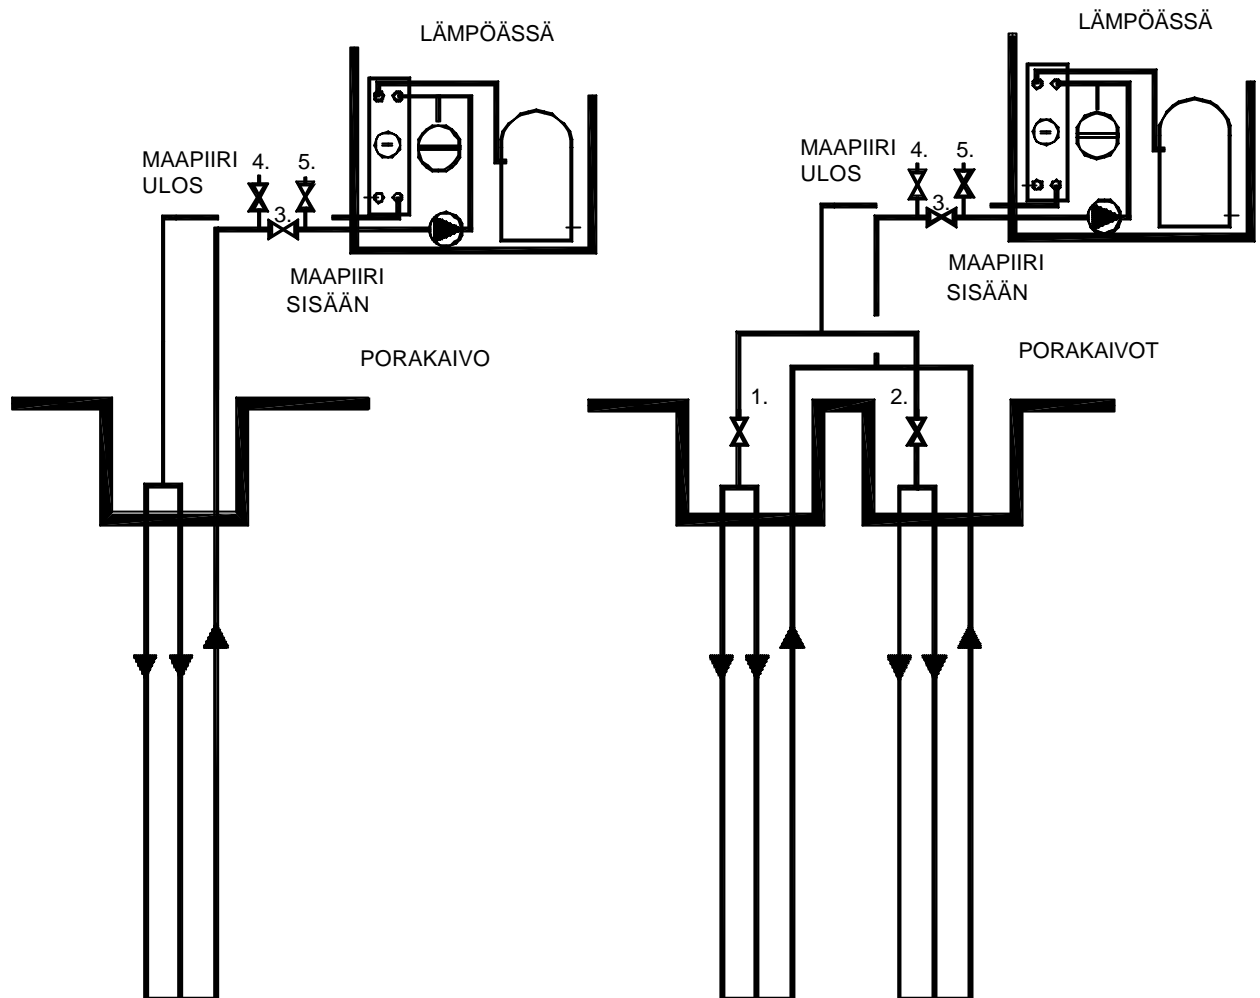 LÄMPÖÄSSÄ
MAAPIIRI
ULOS
4.
5.
3.
MAAPIIRI
SISÄÄN
PORAKAIVO
LÄMPÖÄSSÄ
MAAPIIRI
ULOS
4.
5.
3.
MAAPIIRI
SISÄÄN
PORAKAIVOT
1.
2.